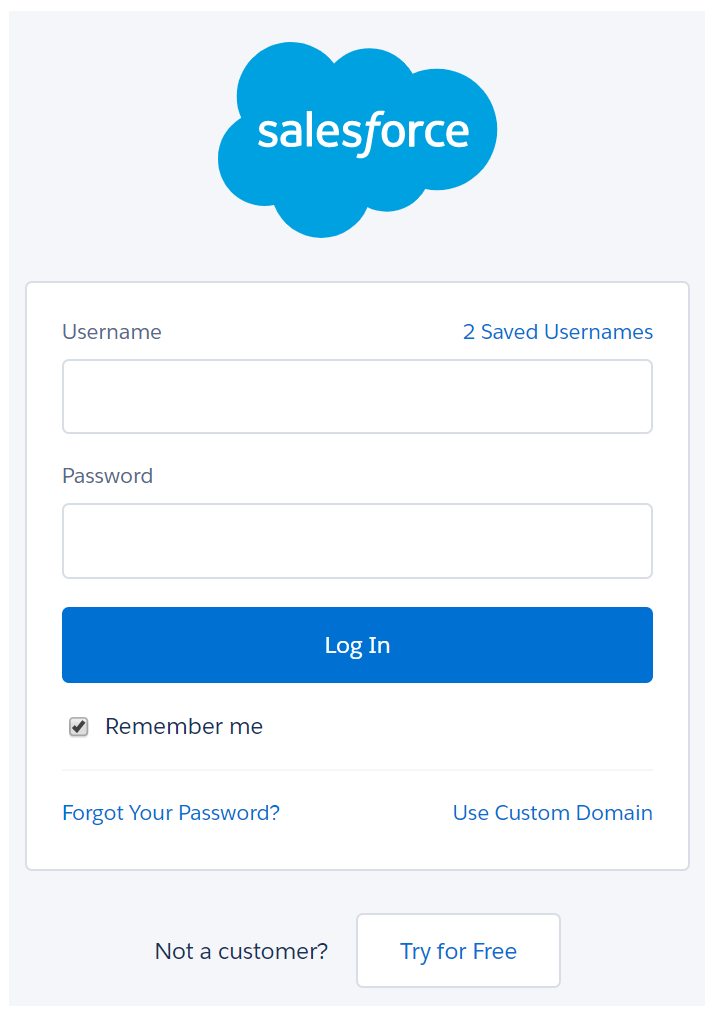 salesforce
Username 2 Saved Usernames
Password
Log In
Remember me
Forgot Your Password? Use Custom Domain
Not a customer? Try for Free